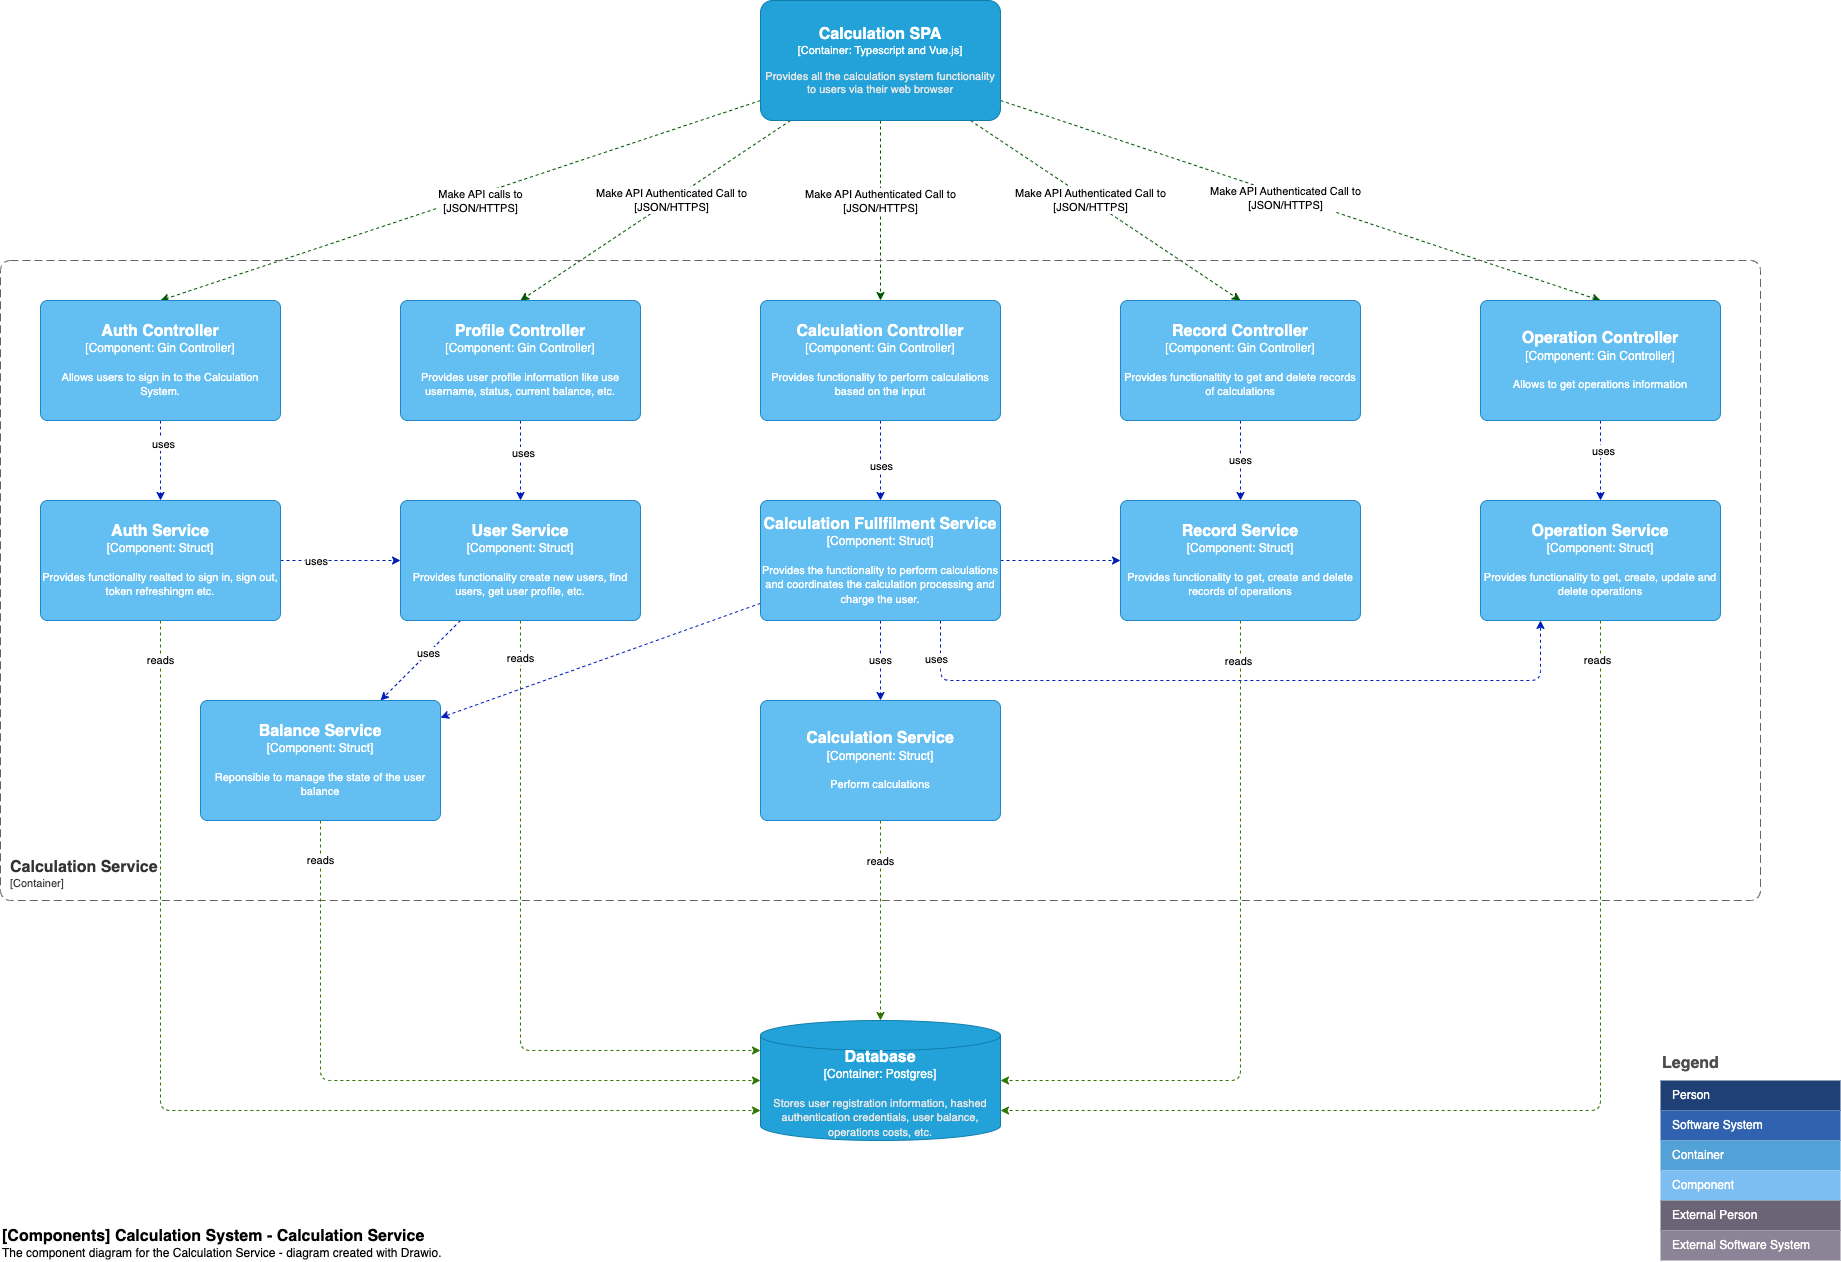 Calculation SPA
[Container: Typescript and Vue.js]
Provides all the calculation system functionality
to users via their web browser
Make API calls to
[JSON/HTTPS]
Make API Authenticated Call to
[JSON/HTTPS]
Make API Authenticated Call to
[JSON/HTTPS]
Make API Authenticated Call to
[JSON/HTTPS]
Make API Authenticated Call to
[JSON/HTTPS]
Auth Controller
[Component: Gin Controller]
Allows users to sign in to the Calculation
System.
Profile Controller
[Component: Gin Controller]
Provides user profile information like use
username, status, current balance, etc.
Calculation Controller
[Component: Gin Controller]
Provides functionality to perform calculations
based on the input
Record Controller
[Component: Gin Controller]
Provides functionaltity to get and delete records
of calculations
Operation Controller
[Component: Gin Controller]
Allows to get operations information
uses
uses
uses
uses
uses
Auth Service
[Component: Struct]
Provides functionality realted to sign in, sign out,
token refreshingm etc.
uses
User Service
[Component: Struct]
Provides functionality create new users, find
users, get user profile, etc.
Calculation Fullfilment Service
[Component: Struct]
Provides the functionality to perform calculations
and coordinates the calculation processing and
charge the user.
Record Service
[Component: Struct]
Provides functionality to get, create and delete
records of operations
Operation Service
[Component: Struct]
Provides functionality to get, create, update and
delete operations
reads
uses
reads
uses
uses
reads
reads
Balance Service
[Component: Struct]
Reponsible to manage the state of the user
balance
Calculation Service
[Component: Struct]
Perform calculations
reads
reads
Calculation Service
[Container]
Database
[Container: Postgres]
Stores user registration information, hashed
authentication credentials, user balance,
operations costs, etc.
Legend
Person
Software System
Container
Component
External Person
External Software System
[Components] Calculation System - Calculation Service
The component diagram for the Calculation Service - diagram created with Drawio.